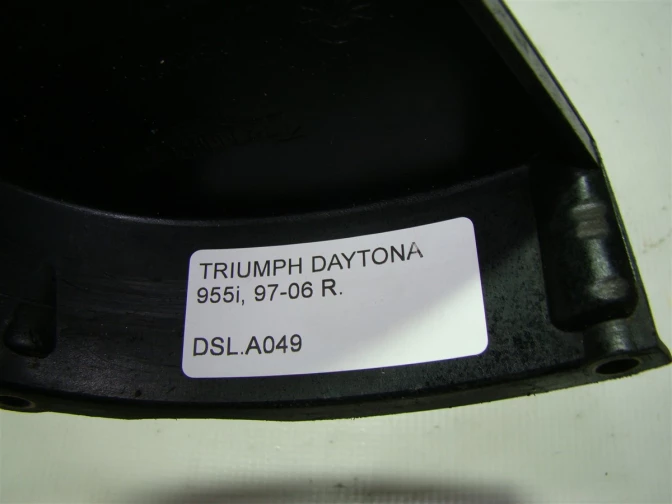 TRIUMPH DAYTONA
955i, 97-06 R.
DSL.A049